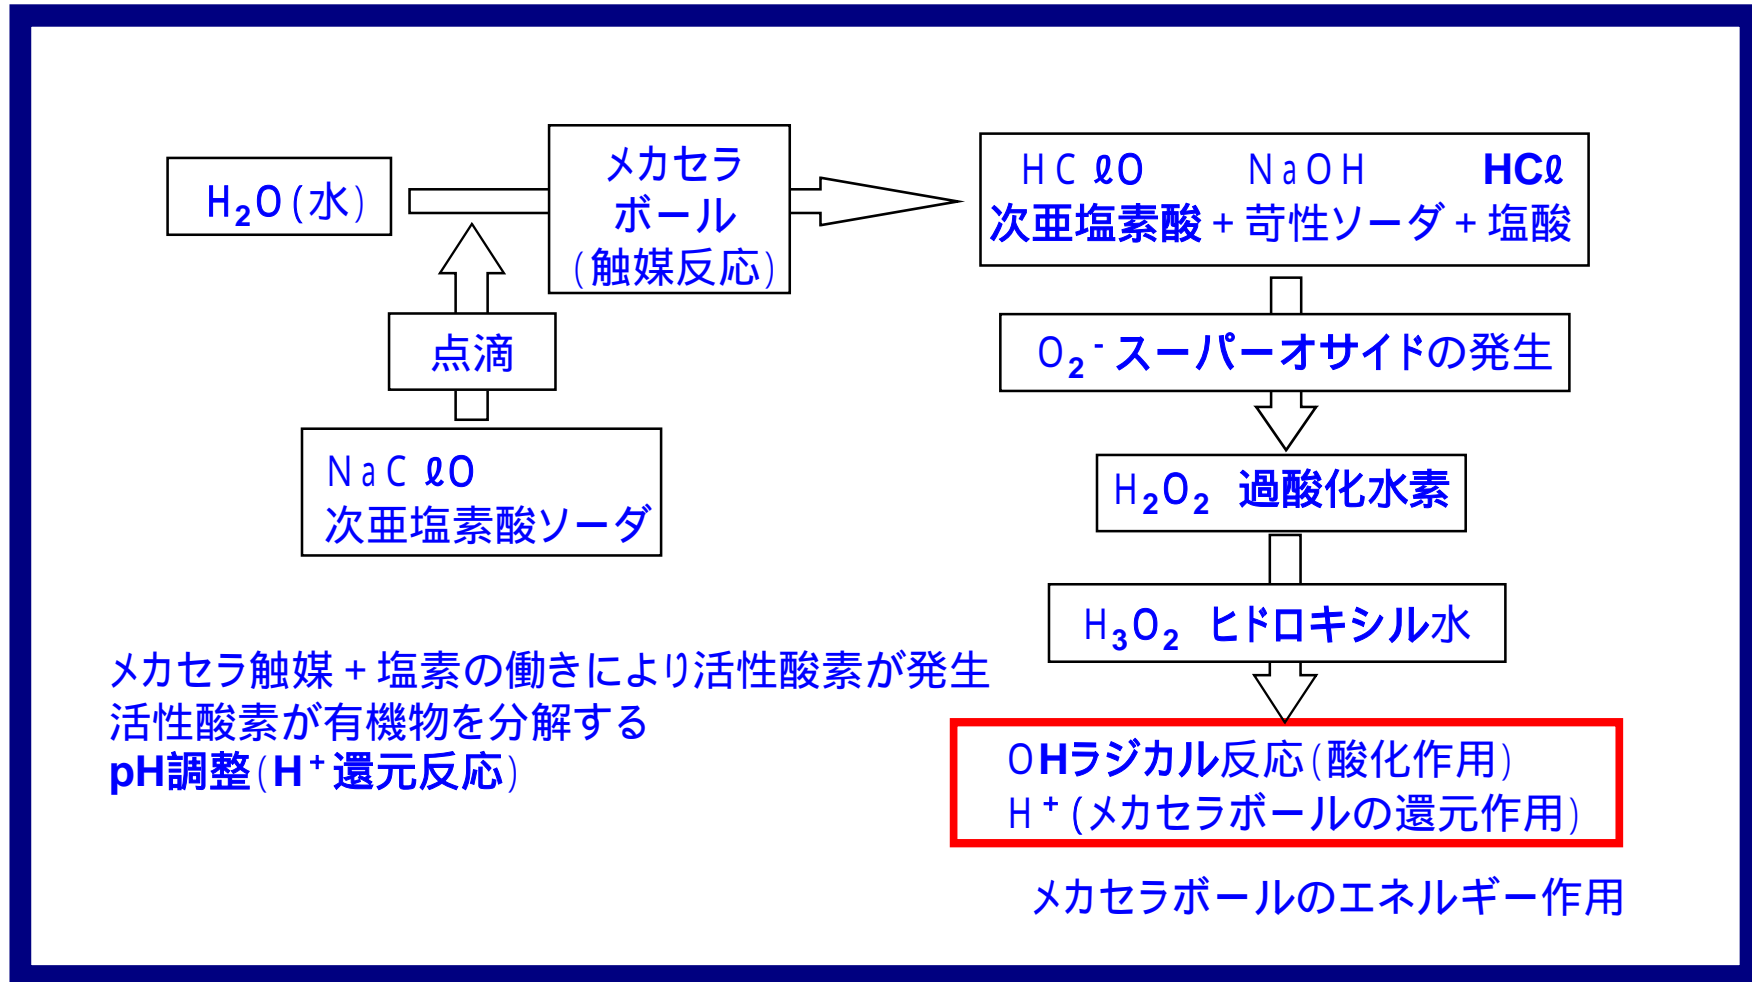 H₂O(水)
メカセラ
ボール
(触媒反応)
HCℓO NaOH HCℓ
次亜塩素酸+苛性ソーダ+塩酸
点滴
O₂⁻スーパーオサイドの発生
NaCℓO
次亜塩素酸ソーダ
H₂O₂ 過酸化水素
H₃O₂ ヒドロキシル水
メカセラ触媒+塩素の働きにより活性酸素が発生
活性酸素が有機物を分解する
pH調整(H⁺還元反応)
OHラジカル反応(酸化作用)
H⁺(メカセラボールの還元作用)
メカセラボールのエネルギー作用